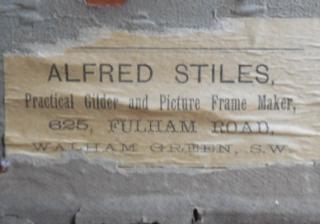 ALFRED STILES,
Practical Gilder and Picture Frame Maker,
625, FULHAM ROAD,
WALHAM GREEN, S.W.